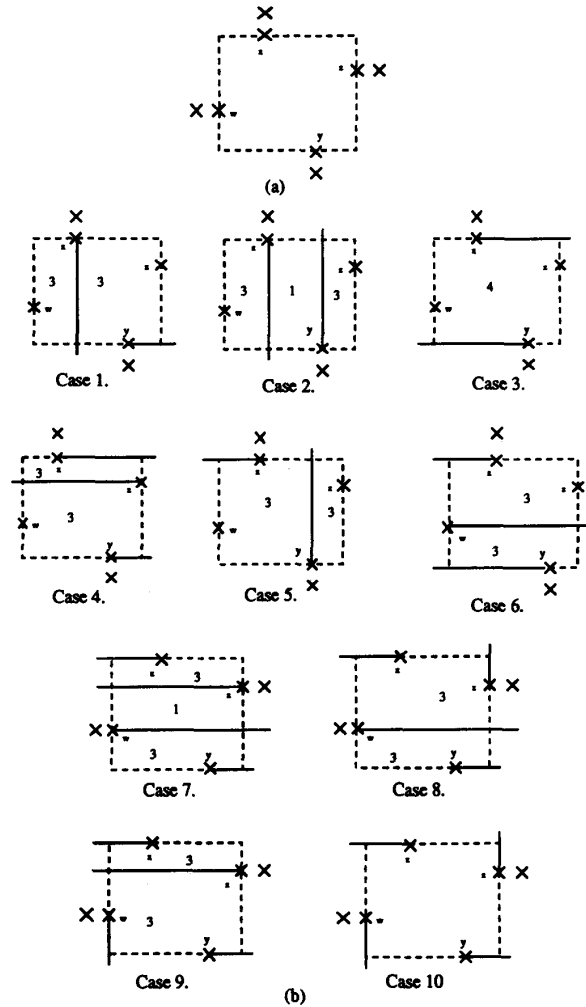 x
z
w
y
(a)
x
z
3
3
w
y
Case 1.
x
z
3
1
3
w
y
Case 2.
x
z
4
w
y
Case 3.
3
x
z
3
w
y
Case 4.
x
z
3
3
w
y
Case 5.
x
3
z
w
3
y
Case 6.
x
3
z
1
w
3
y
Case 7.
x
3
z
w
3
y
Case 8.
x
3
z
w
3
y
Case 9.
x
z
w
y
Case 10
(b)